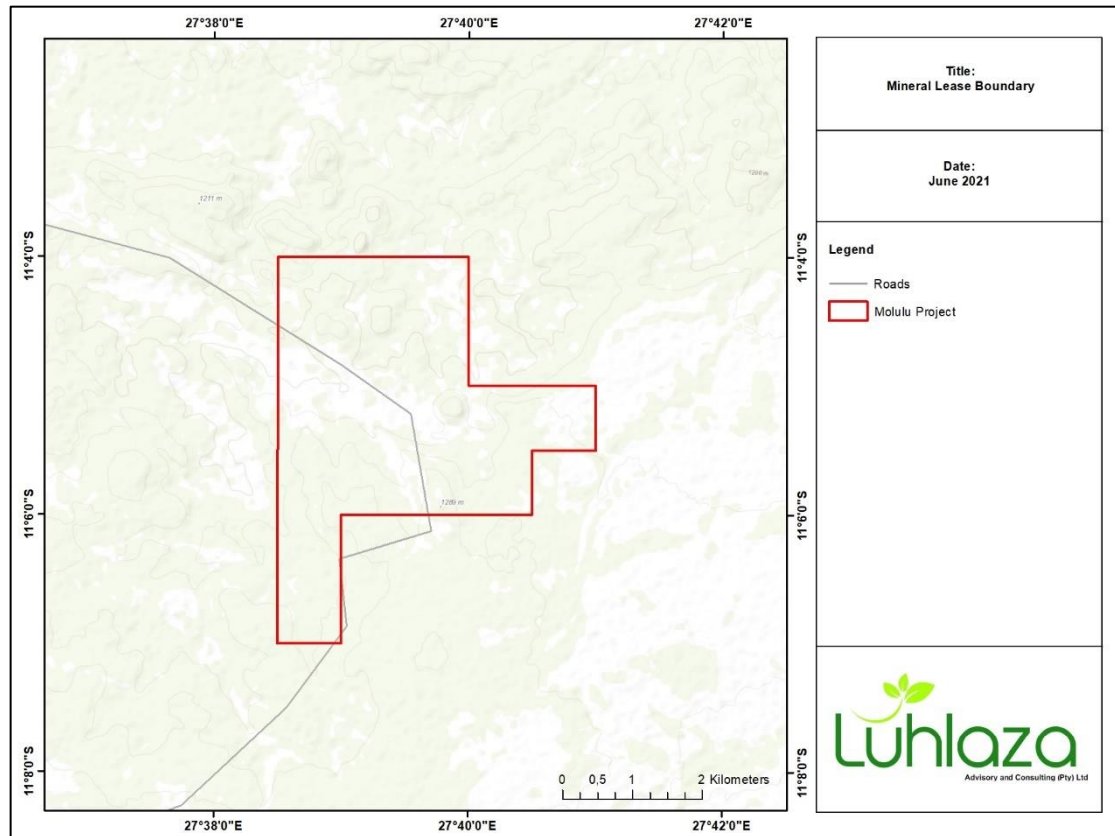 27°38'0"E
27°40'0"E
27°42'0"E
Title:
Mineral Lease Boundary
Date:
June 2021
Legend
Roads
Molulu Project
11°4'0"S
11°4'0"S
1211 m
11°6'0"S
11°6'0"S
1289 m
11°8'0"S
11°8'0"S
0 0,5 1 2 Kilometers
27°38'0"E
27°40'0"E
27°42'0"E
Luhlaza
Advisory and Consulting (Pty) Ltd